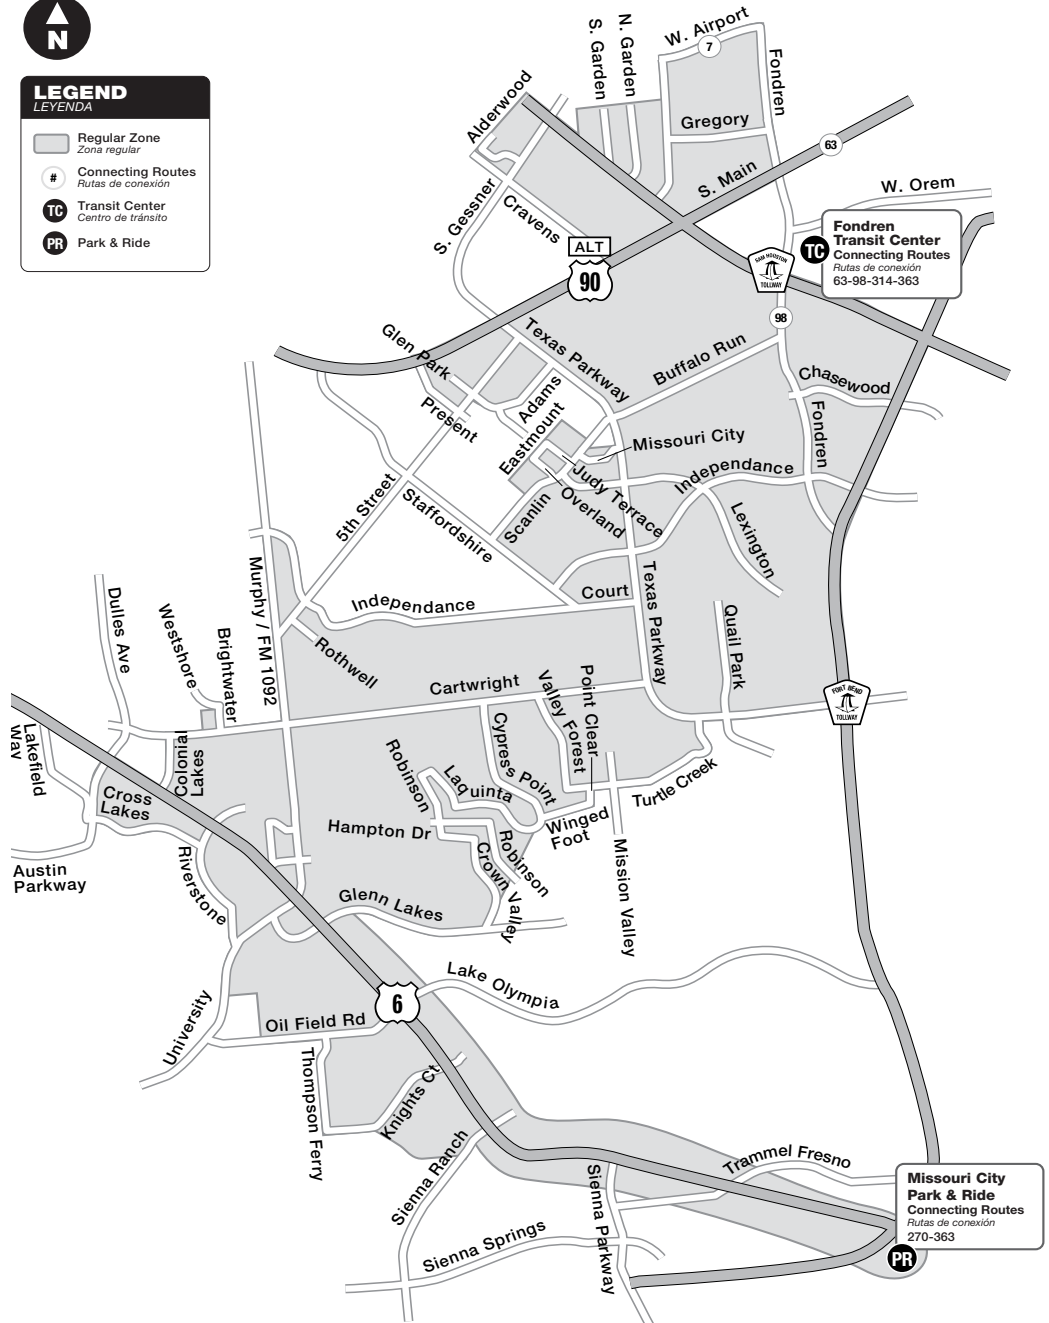 N
LEGEND
LEYENDA
Regular Zone
Zona regular
#
Connecting Routes
Rutas de conexión
TC
Transit Center
Centro de tránsito
PR
Park & Ride
W. Airport
7
S. Garden
N. Garden
Fondren
Alderwood
Gregory
63
S. Main
W. Orem
S. Gessner
Cravens
ALT
90
SAM HOUSTON
TOLLWAY
TC
Fondren
Transit Center
Connecting Routes
Rutas de conexión
63-98-314-363
98
Glen Park
Texas Parkway
Buffalo Run
Chasewood
Present
Adams
Eastmount
Missouri City
Fondren
Independance
Judy Terrace
Overland
Scanlin
5th Street
Staffordshire
Lexington
Murphy / FM 1092
Independance
Court
Texas Parkway
Quail Park
Dulles Ave
Westshore
Brightwater
Rothwell
Cartwright
Valley Forest
Point Clear
FORT BEND
TOLLWAY
Lakefield
Way
Colonial
Lakes
Cypress Point
Robinson
Laquinta
Turtle Creek
Cross
Lakes
Hampton Dr
Winged
Foot
Austin
Parkway
Riverstone
Robinson
Crown Valley
Mission Valley
Glenn Lakes
Lake Olympia
6
Oil Field Rd
University
Thompson Ferry
Knights Ct
Sienna Ranch
Trammel Fresno
Sienna Parkway
Sienna Springs
Missouri City
Park & Ride
Connecting Routes
Rutas de conexión
270-363
PR